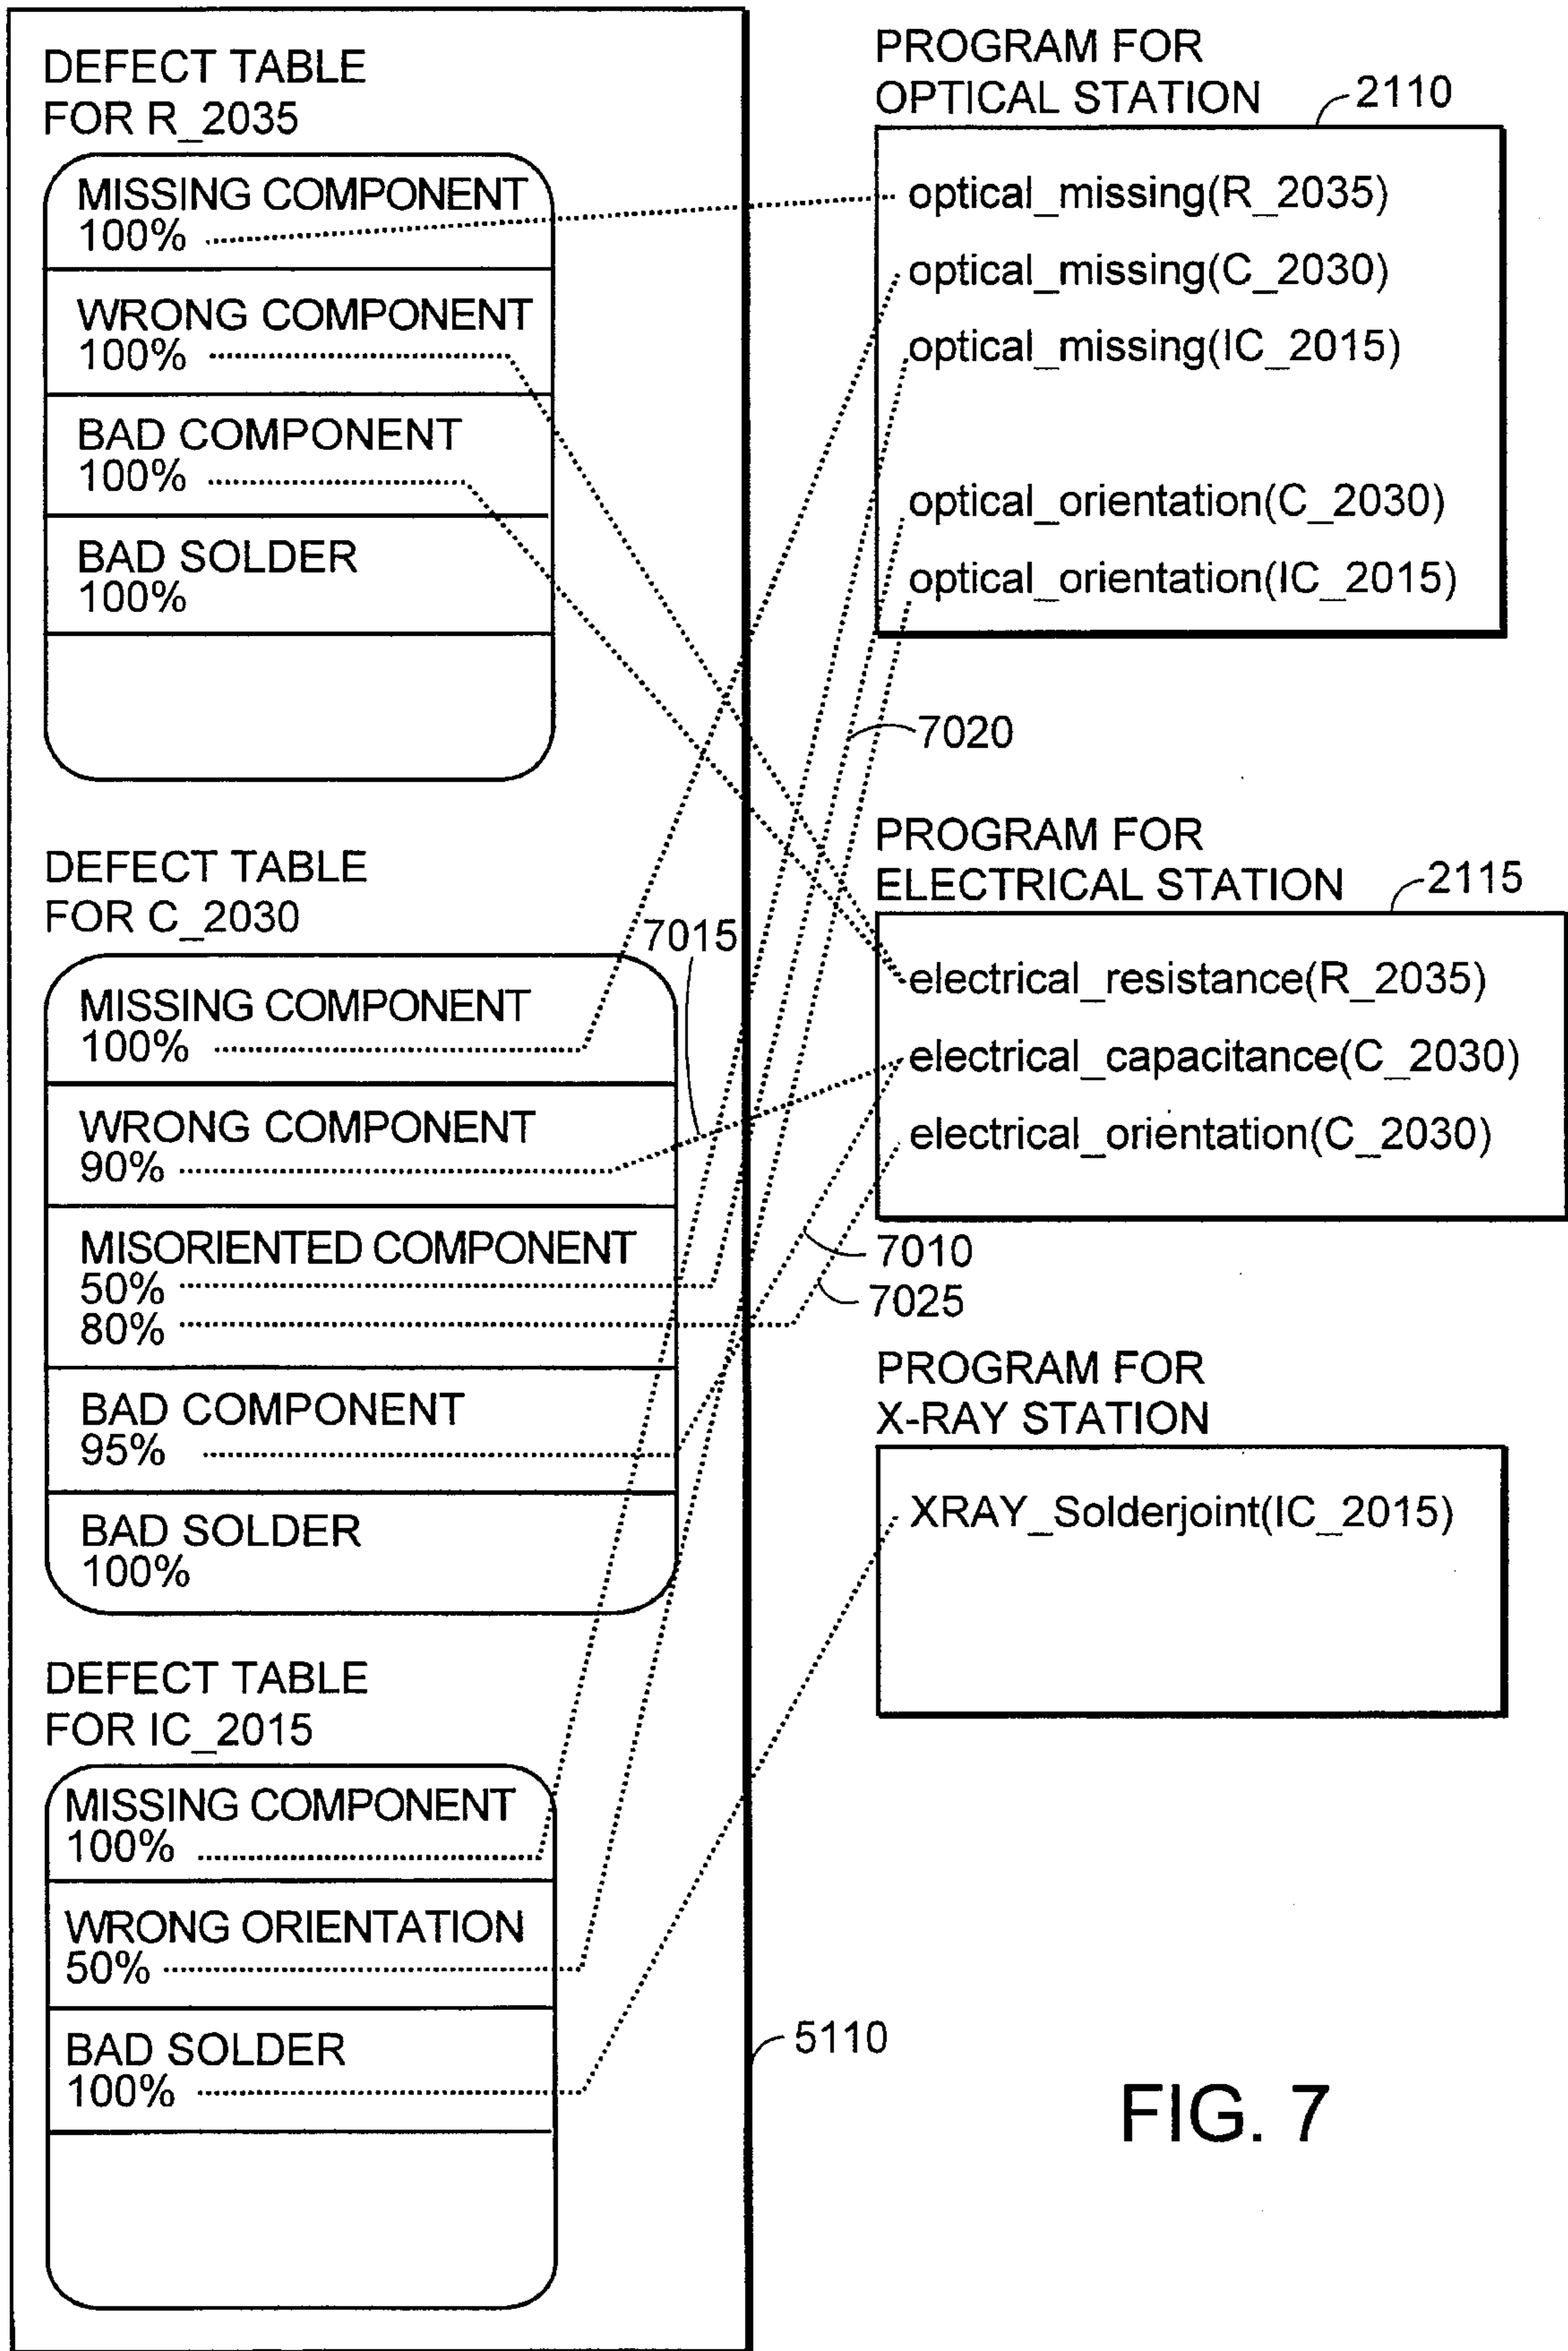 DEFECT TABLE
FOR R_2035
MISSING COMPONENT
100%
WRONG COMPONENT
100%
BAD COMPONENT
100%
BAD SOLDER
100%
DEFECT TABLE
FOR C_2030
7015
MISSING COMPONENT
100%
WRONG COMPONENT
90%
MISORIENTED COMPONENT
50%
80%
BAD COMPONENT
95%
BAD SOLDER
100%
DEFECT TABLE
FOR IC_2015
MISSING COMPONENT
100%
WRONG ORIENTATION
50%
BAD SOLDER
100%
5110
PROGRAM FOR
OPTICAL STATION
2110
optical_missing(R_2035)
optical_missing(C_2030)
optical_missing(IC_2015)
optical_orientation(C_2030)
optical_orientation(IC_2015)
7020
PROGRAM FOR
ELECTRICAL STATION
2115
electrical_resistance(R_2035)
electrical_capacitance(C_2030)
electrical_orientation(C_2030)
7010
7025
PROGRAM FOR
X-RAY STATION
XRAY_Solderjoint(IC_2015)
FIG. 7